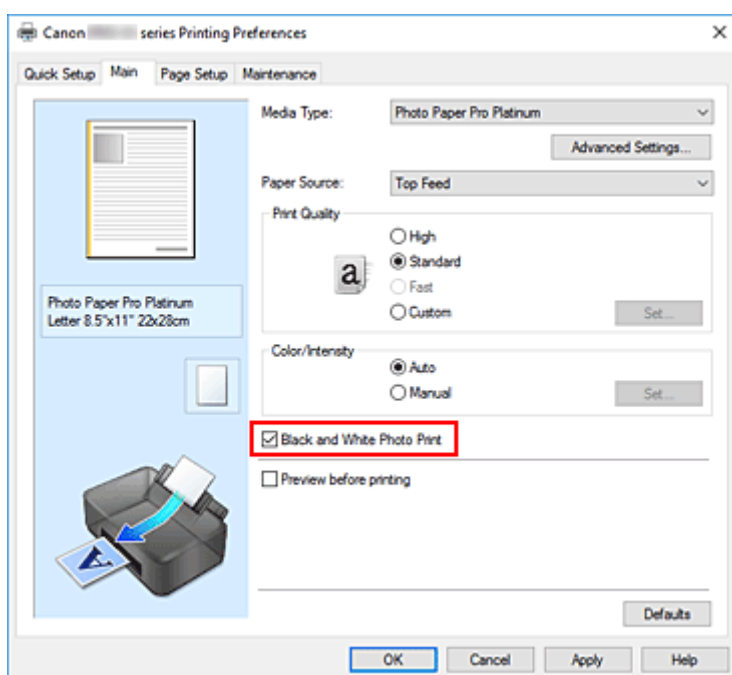 Canon series Printing Preferences
Quick Setup Main Page Setup Maintenance
Media Type: Photo Paper Pro Platinum
Advanced Settings...
Paper Source: Top Feed
Print Quality
High
a Standard
Fast
Custom Set...
Photo Paper Pro Platinum
Letter 8.5"x11" 22x28cm
Color/Intensity
Auto
Manual Set...
Black and White Photo Print
Preview before printing
A
Defaults
OK Cancel Apply Help